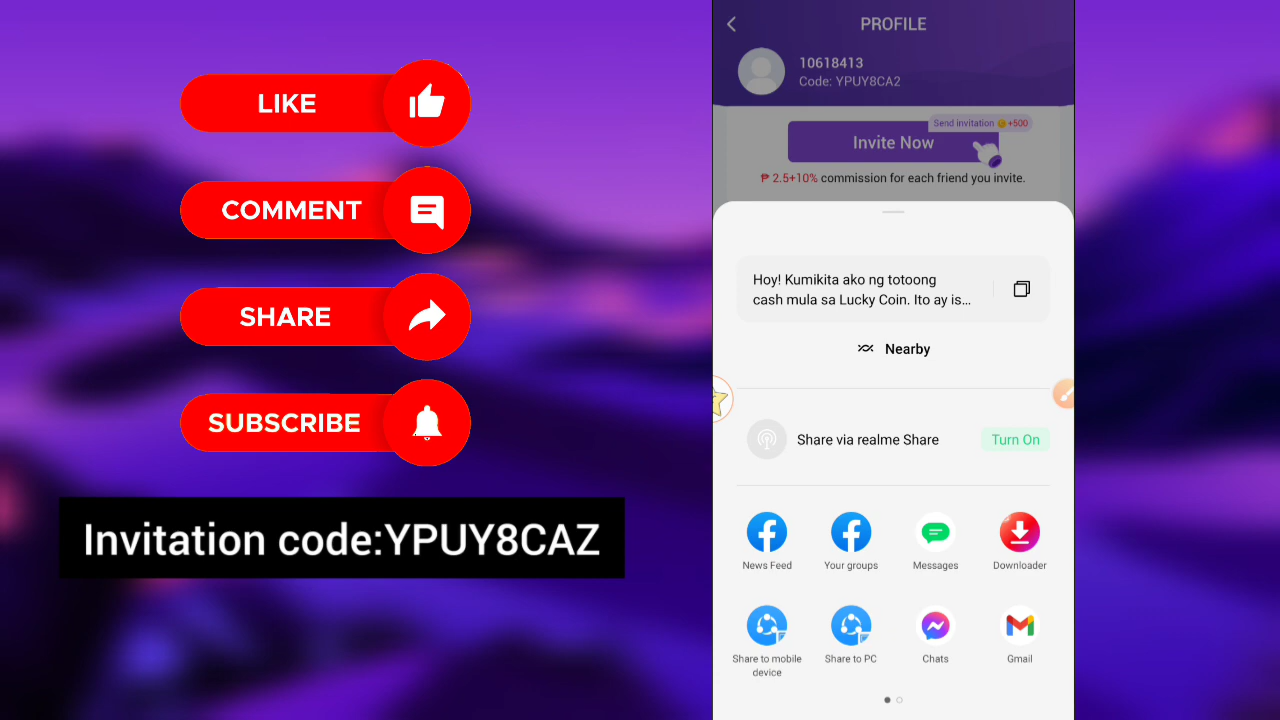 LIKE
COMMENT
SHARE
SUBSCRIBE
Invitation code:YPUY8CAZ
PROFILE
10618413
Code: YPUY8CA2
Send invitation +500
Invite Now
₱ 2.5+10% commission for each friend you invite.
Hoy! Kumikita ako ng totoong
cash mula sa Lucky Coin. Ito ay is...
Nearby
Share via realme Share
Turn On
News Feed
Your groups
Messages
Downloader
Share to mobile
device
Share to PC
Chats
Gmail